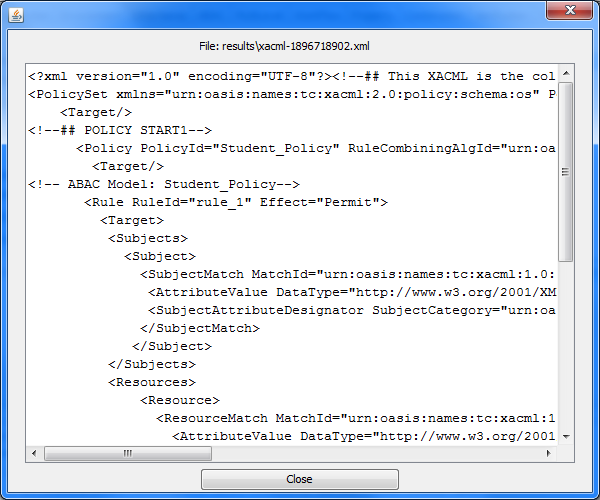 File: results\xacml-1896718902.xml
<?xml version="1.0" encoding="UTF-8"?><!--## This XACML is the col
<PolicySet xmlns="urn:oasis:names:tc:xacml:2.0:policy:schema:os" P
<Target/>
<!--## POLICY START1-->
<Policy PolicyId="Student_Policy" RuleCombiningAlgId="urn:oa
<Target/>
<!-- ABAC Model: Student_Policy-->
<Rule RuleId="rule_1" Effect="Permit">
<Target>
<Subjects>
<Subject>
<SubjectMatch MatchId="urn:oasis:names:tc:xacml:1.0:
<AttributeValue DataType="http://www.w3.org/2001/XM
<SubjectAttributeDesignator SubjectCategory="urn:oa
</SubjectMatch>
</Subject>
</Subjects>
<Resources>
<Resource>
<ResourceMatch MatchId="urn:oasis:names:tc:xacml:1
<AttributeValue DataType="http://www.w3.org/2001
Close